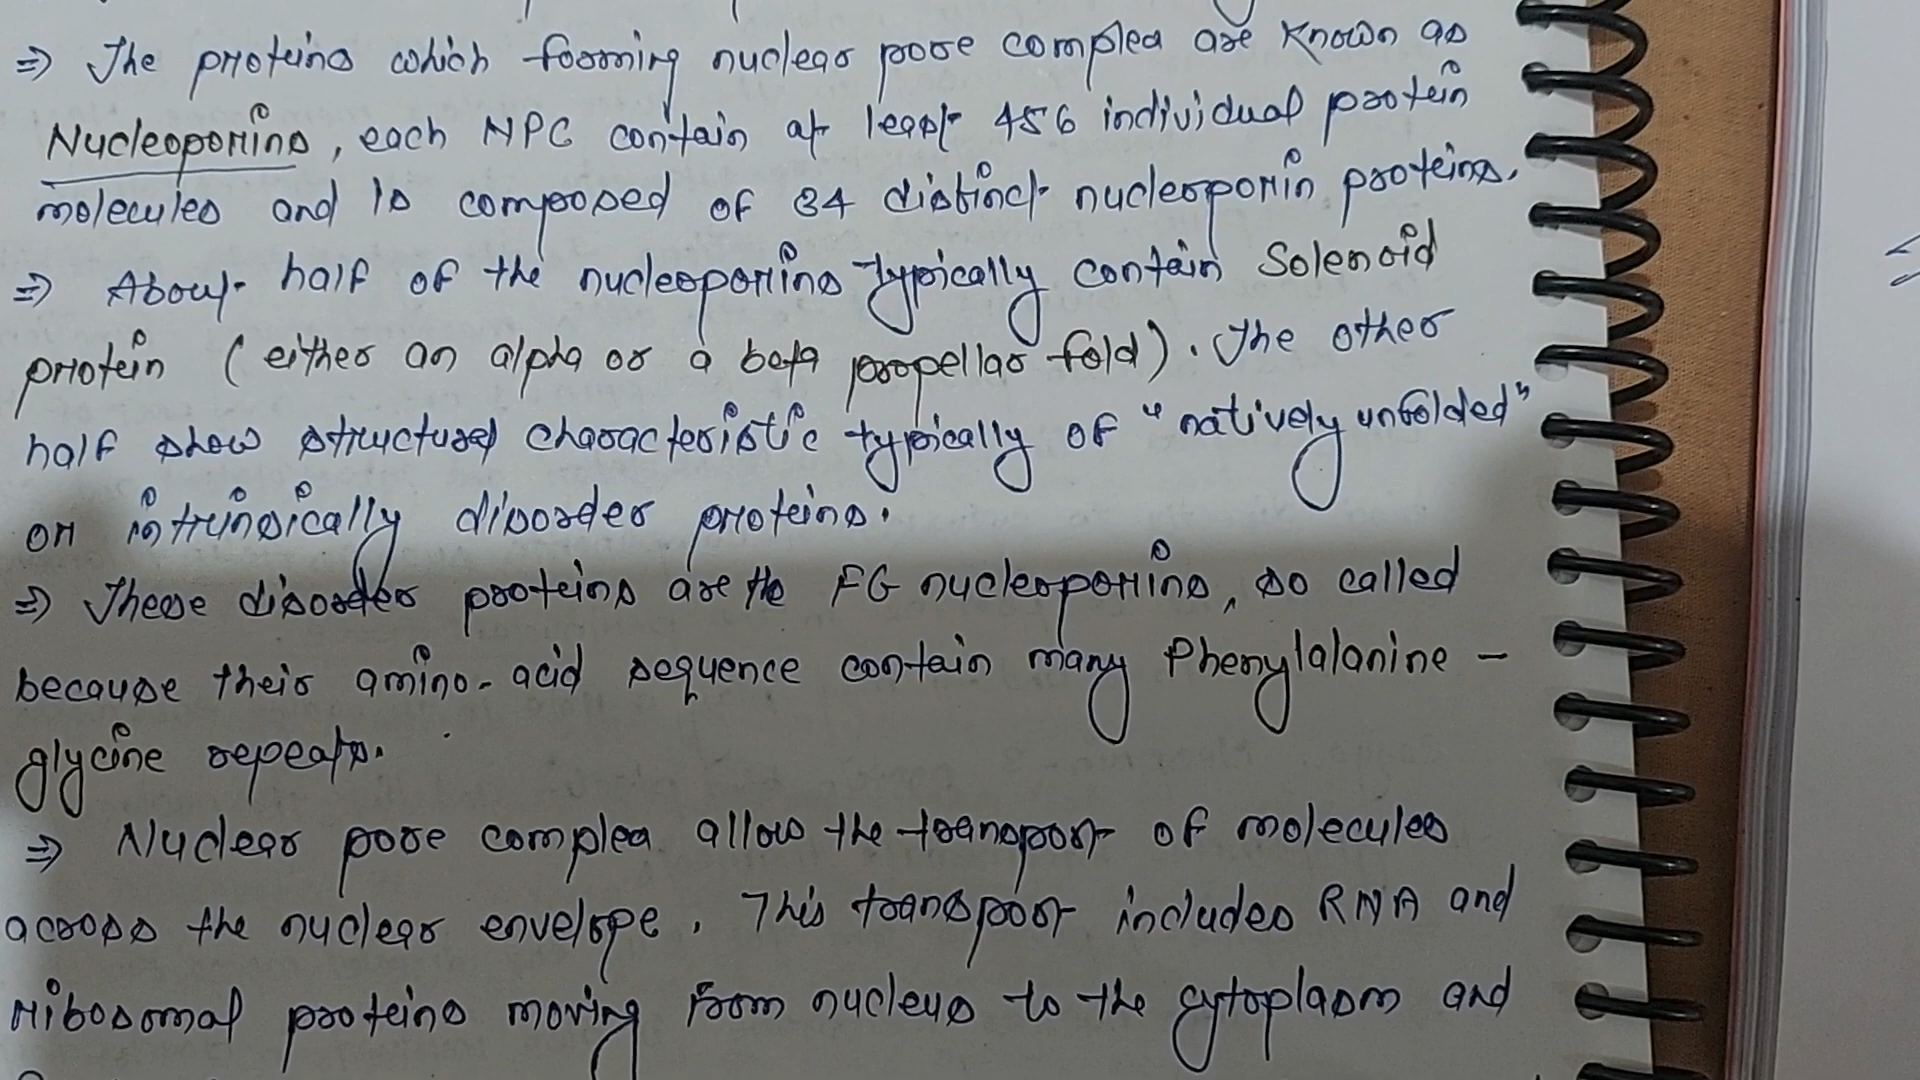 ⇒ The proteins which forming nuclear pore complex are known as
Nucleoporins, each NPC contain at least 456 individual protein
molecules and is composed of 34 distinct nucleoporin proteins.
⇒ About half of the nucleoporins typically contain Solenoid
protein (either an alpha or a beta propellar fold). The other
half show structural characteristic typically of "natively unfolded"
or intrinsically disorder proteins.
⇒ These disorder proteins are the FG nucleoporins, so called
because their amino-acid sequence contain many Phenylalanine -
glycine repeats.
⇒ Nuclear pore complex allow the transport of molecules
across the nuclear envelope. This transport includes RNA and
ribosomal proteins moving from nucleus to the cytoplasm and